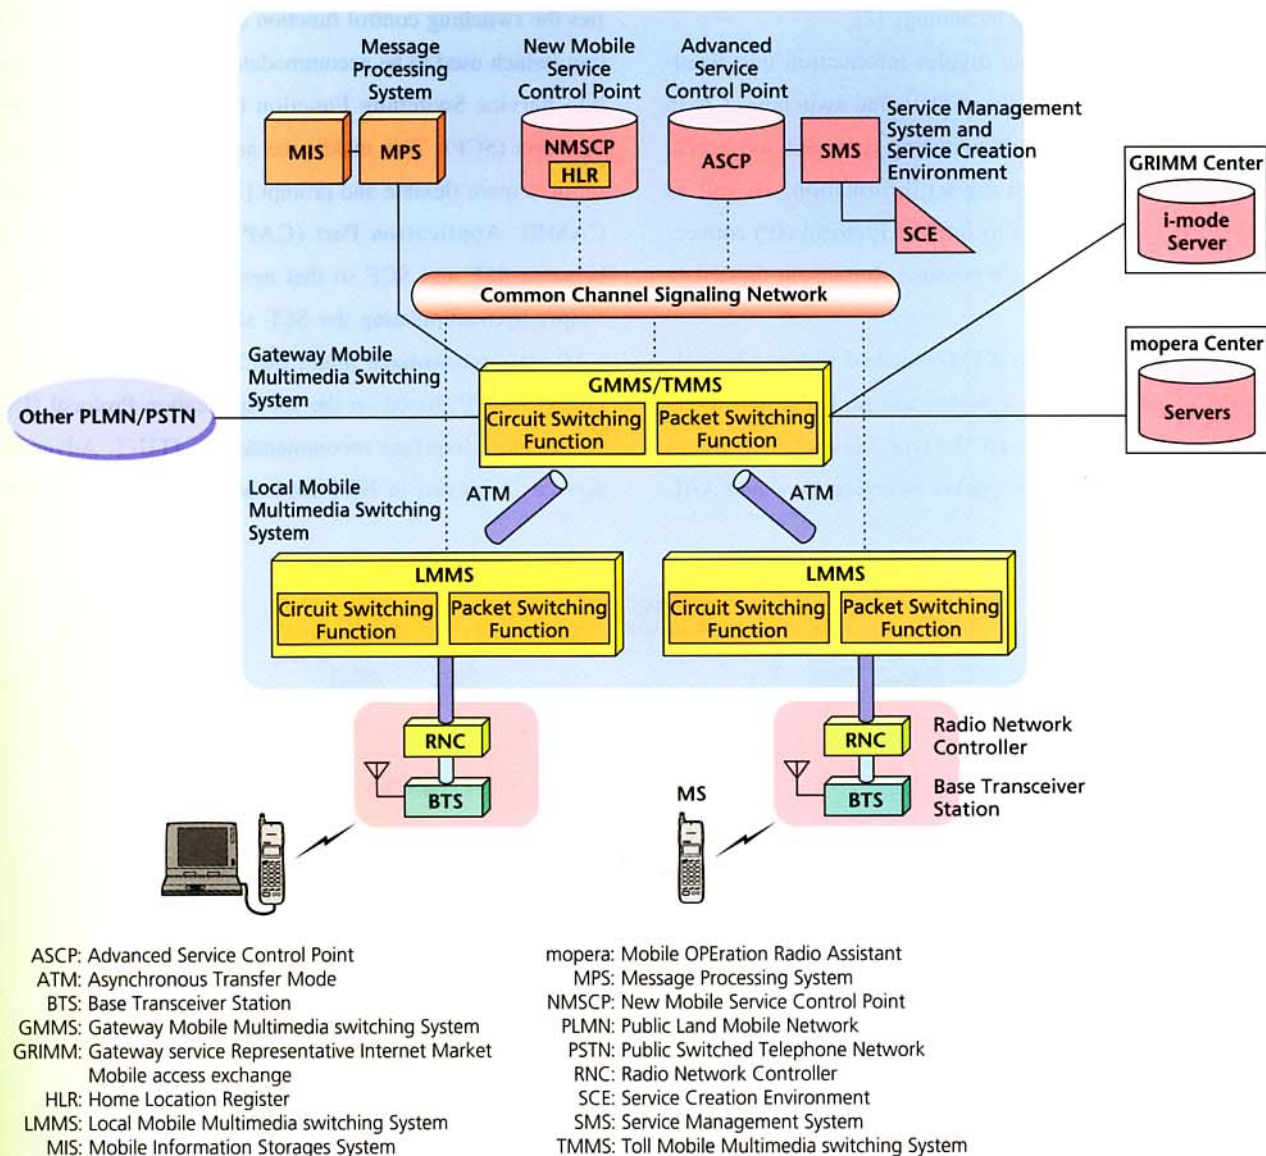 Message
Processing
System
New Mobile
Service
Control Point
Advanced
Service
Control Point
MIS
MPS
NMSCP
HLR
ASCP
SMS
Service Management
System and
Service Creation
Environment
SCE
GRIMM Center
i-mode
Server
Common Channel Signaling Network
mopera Center
Servers
Gateway Mobile
Multimedia Switching
System
GMMS/TMMS
Circuit Switching
Function
Packet Switching
Function
Other PLMN/PSTN
ATM
ATM
Local Mobile
Multimedia Switching
System
LMMS
Circuit Switching
Function
Packet Switching
Function
LMMS
Circuit Switching
Function
Packet Switching
Function
RNC
BTS
RNC
BTS
Radio Network
Controller
Base Transceiver
Station
MS
ASCP: Advanced Service Control Point
ATM: Asynchronous Transfer Mode
BTS: Base Transceiver Station
GMMS: Gateway Mobile Multimedia switching System
GRIMM: Gateway service Representative Internet Market
Mobile access exchange
HLR: Home Location Register
LMMS: Local Mobile Multimedia switching System
MIS: Mobile Information Storages System
mopera: Mobile OPEration Radio Assistant
MPS: Message Processing System
NMSCP: New Mobile Service Control Point
PLMN: Public Land Mobile Network
PSTN: Public Switched Telephone Network
RNC: Radio Network Controller
SCE: Service Creation Environment
SMS: Service Management System
TMMS: Toll Mobile Multimedia switching System